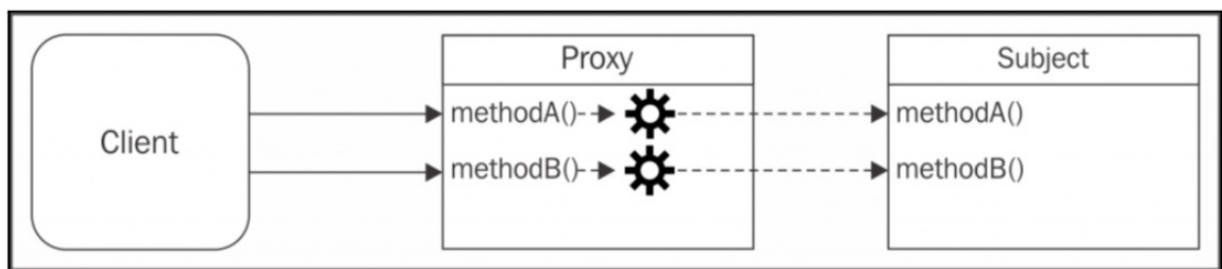 Client
Proxy
methodA()
methodB()
Subject
methodA()
methodB()